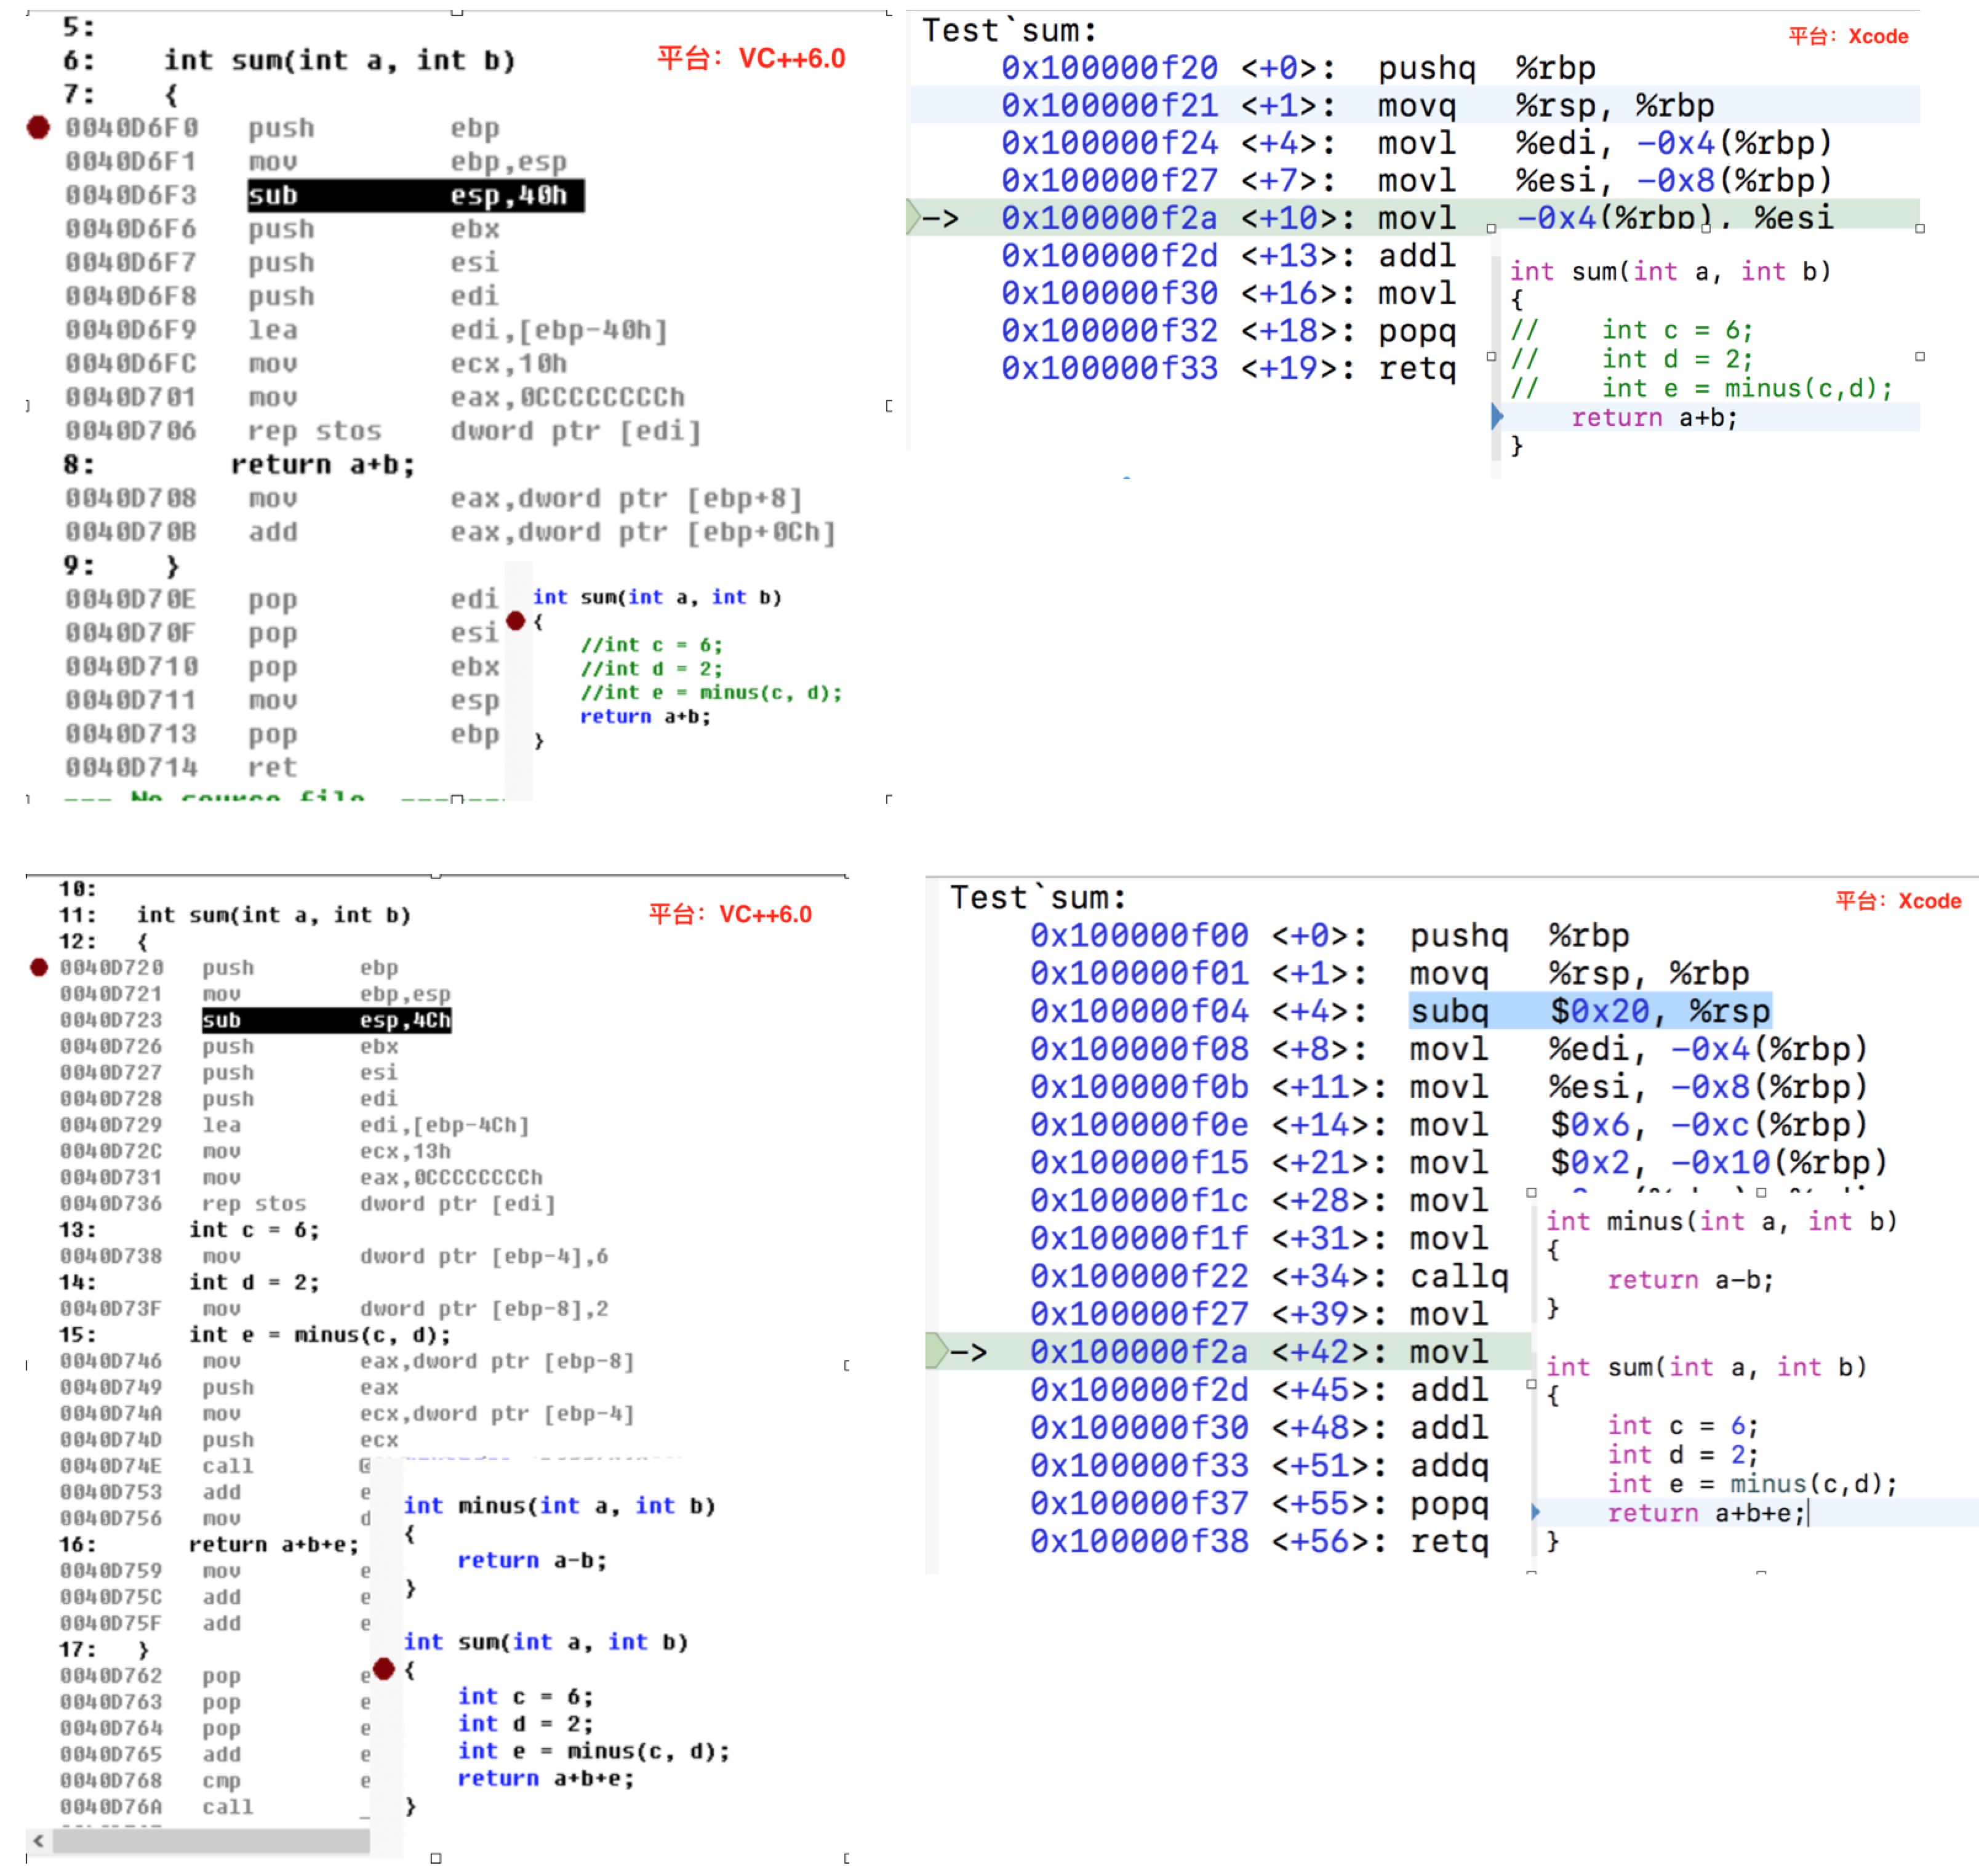 5:
6: int sum(int a, int b)
平台：VC++6.0
7: {
0040D6F0 push ebp
0040D6F1 mov ebp,esp
0040D6F3 sub esp,40h
0040D6F6 push ebx
0040D6F7 push esi
0040D6F8 push edi
0040D6F9 lea edi,[ebp-40h]
0040D6FC mov ecx,10h
0040D701 mov eax,0CCCCCCCCh
0040D706 rep stos dword ptr [edi]
8: return a+b;
0040D708 mov eax,dword ptr [ebp+8]
0040D70B add eax,dword ptr [ebp+0Ch]
9: }
0040D70E pop edi
0040D70F pop esi
0040D710 pop ebx
0040D711 mov esp
0040D713 pop ebp
0040D714 ret
--- No source file ------
int sum(int a, int b)
{
//int c = 6;
//int d = 2;
//int e = minus(c, d);
return a+b;
}
Test`sum:
平台：Xcode
0x100000f20 <+0>: pushq %rbp
0x100000f21 <+1>: movq %rsp, %rbp
0x100000f24 <+4>: movl %edi, -0x4(%rbp)
0x100000f27 <+7>: movl %esi, -0x8(%rbp)
-> 0x100000f2a <+10>: movl -0x4(%rbp), %esi
0x100000f2d <+13>: addl
0x100000f30 <+16>: movl
0x100000f32 <+18>: popq
0x100000f33 <+19>: retq
int sum(int a, int b)
{
// int c = 6;
// int d = 2;
// int e = minus(c,d);
return a+b;
}
10:
11: int sum(int a, int b)
平台：VC++6.0
12: {
0040D720 push ebp
0040D721 mov ebp,esp
0040D723 sub esp,4Ch
0040D726 push ebx
0040D727 push esi
0040D728 push edi
0040D729 lea edi,[ebp-4Ch]
0040D72C mov ecx,13h
0040D731 mov eax,0CCCCCCCCh
0040D736 rep stos dword ptr [edi]
13: int c = 6;
0040D738 mov dword ptr [ebp-4],6
14: int d = 2;
0040D73F mov dword ptr [ebp-8],2
15: int e = minus(c, d);
0040D746 mov eax,dword ptr [ebp-8]
0040D749 push eax
0040D74A mov ecx,dword ptr [ebp-4]
0040D74D push ecx
0040D74E call
0040D753 add e
0040D756 mov d
16: return a+b+e;
0040D759 mov e
0040D75C add e
0040D75F add e
17: }
0040D762 pop e
0040D763 pop e
0040D764 pop e
0040D765 add e
0040D768 cmp e
0040D76A call _
int minus(int a, int b)
{
return a-b;
}
int sum(int a, int b)
{
int c = 6;
int d = 2;
int e = minus(c, d);
return a+b+e;
}
Test`sum:
平台：Xcode
0x100000f00 <+0>: pushq %rbp
0x100000f01 <+1>: movq %rsp, %rbp
0x100000f04 <+4>: subq $0x20, %rsp
0x100000f08 <+8>: movl %edi, -0x4(%rbp)
0x100000f0b <+11>: movl %esi, -0x8(%rbp)
0x100000f0e <+14>: movl $0x6, -0xc(%rbp)
0x100000f15 <+21>: movl $0x2, -0x10(%rbp)
0x100000f1c <+28>: movl
0x100000f1f <+31>: movl
0x100000f22 <+34>: callq
0x100000f27 <+39>: movl
-> 0x100000f2a <+42>: movl
0x100000f2d <+45>: addl
0x100000f30 <+48>: addl
0x100000f33 <+51>: addq
0x100000f37 <+55>: popq
0x100000f38 <+56>: retq
int minus(int a, int b)
{
return a-b;
}
int sum(int a, int b)
{
int c = 6;
int d = 2;
int e = minus(c,d);
return a+b+e;
}